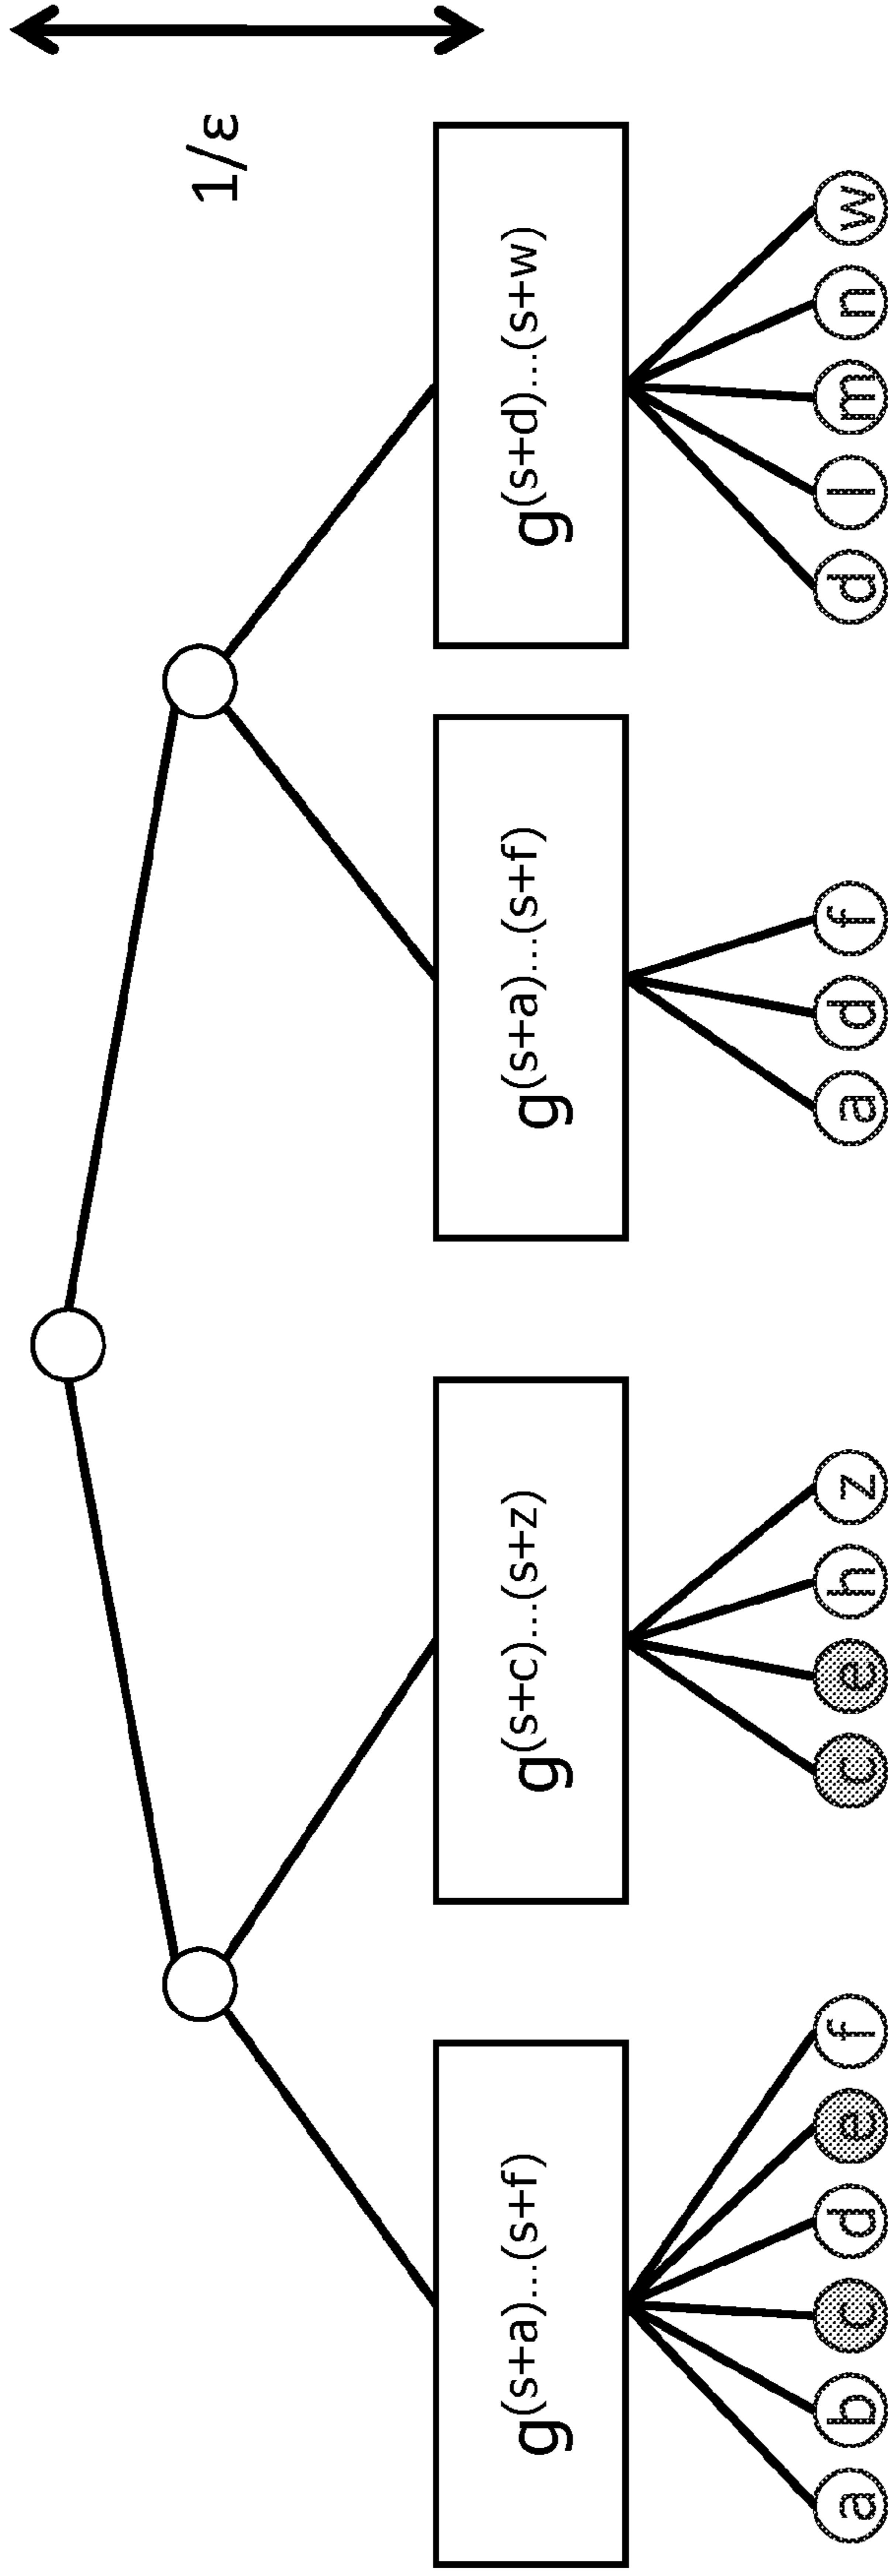 1/ε
g(s+a)...(s+f)
g(s+c)...(s+z)
g(s+a)...(s+f)
g(s+d)...(s+w)
a b c d e f
c e h z
a d f
d l m n w